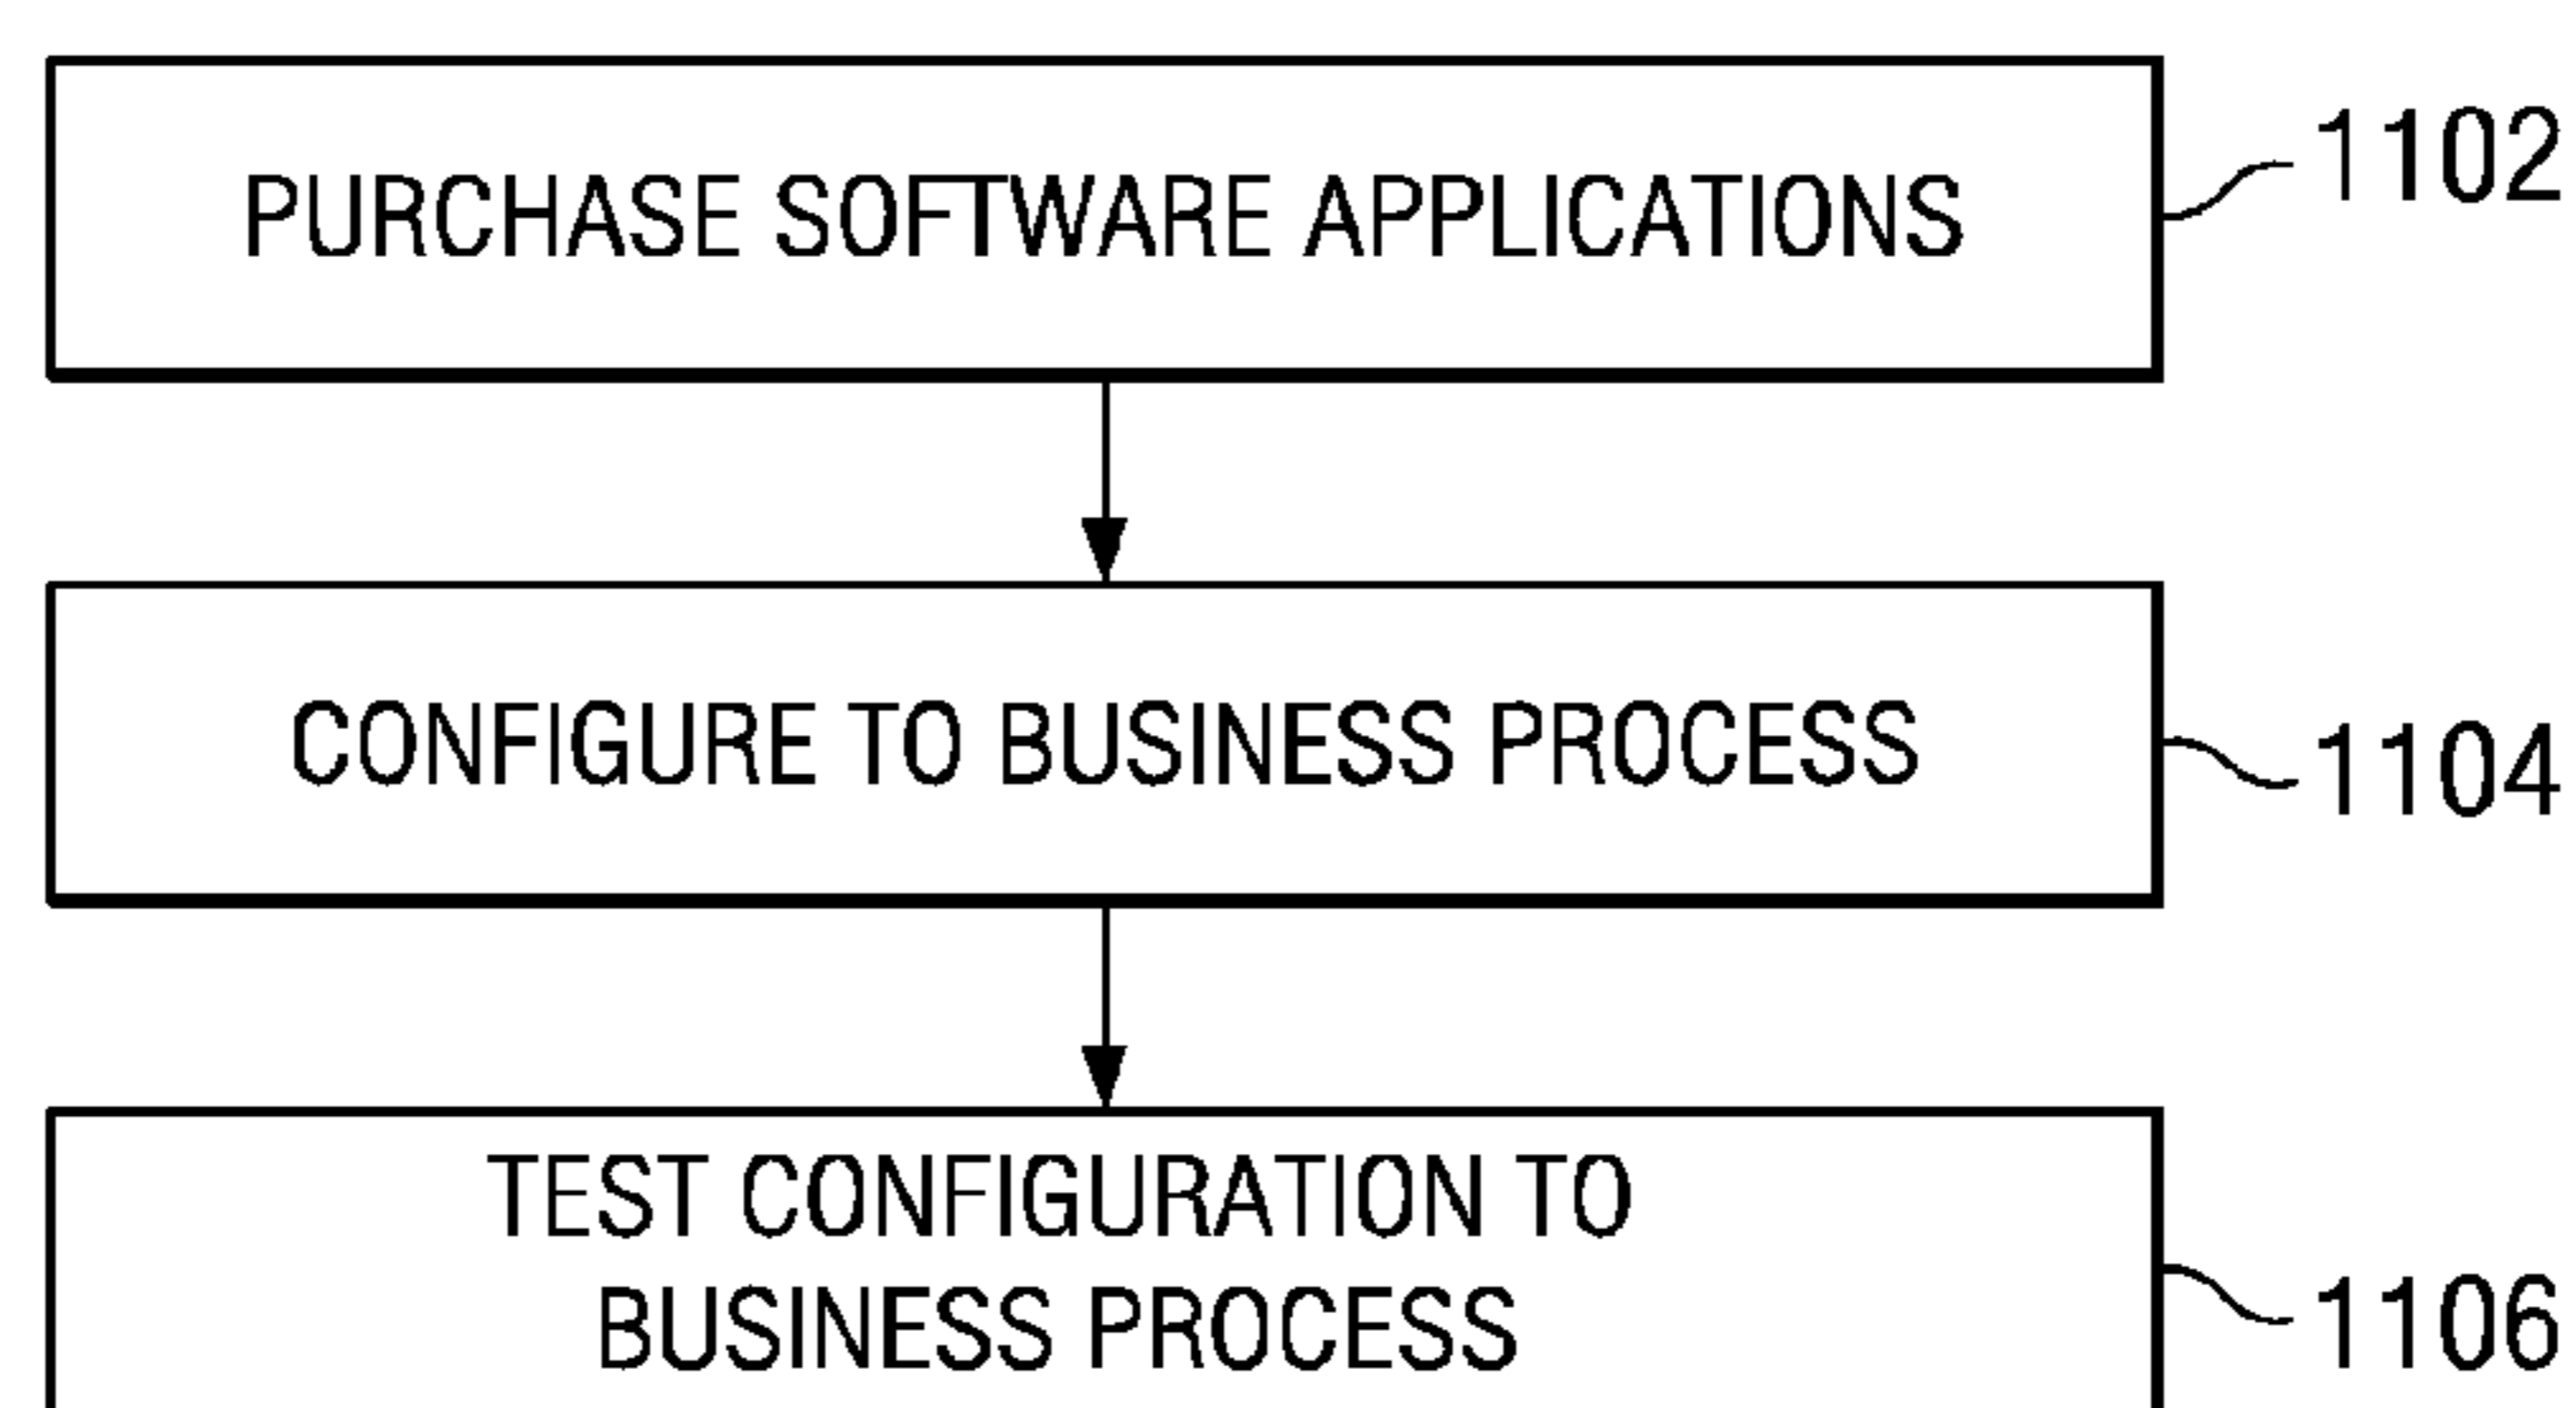 PURCHASE SOFTWARE APPLICATIONS
1102
CONFIGURE TO BUSINESS PROCESS
1104
TEST CONFIGURATION TO
BUSINESS PROCESS
1106